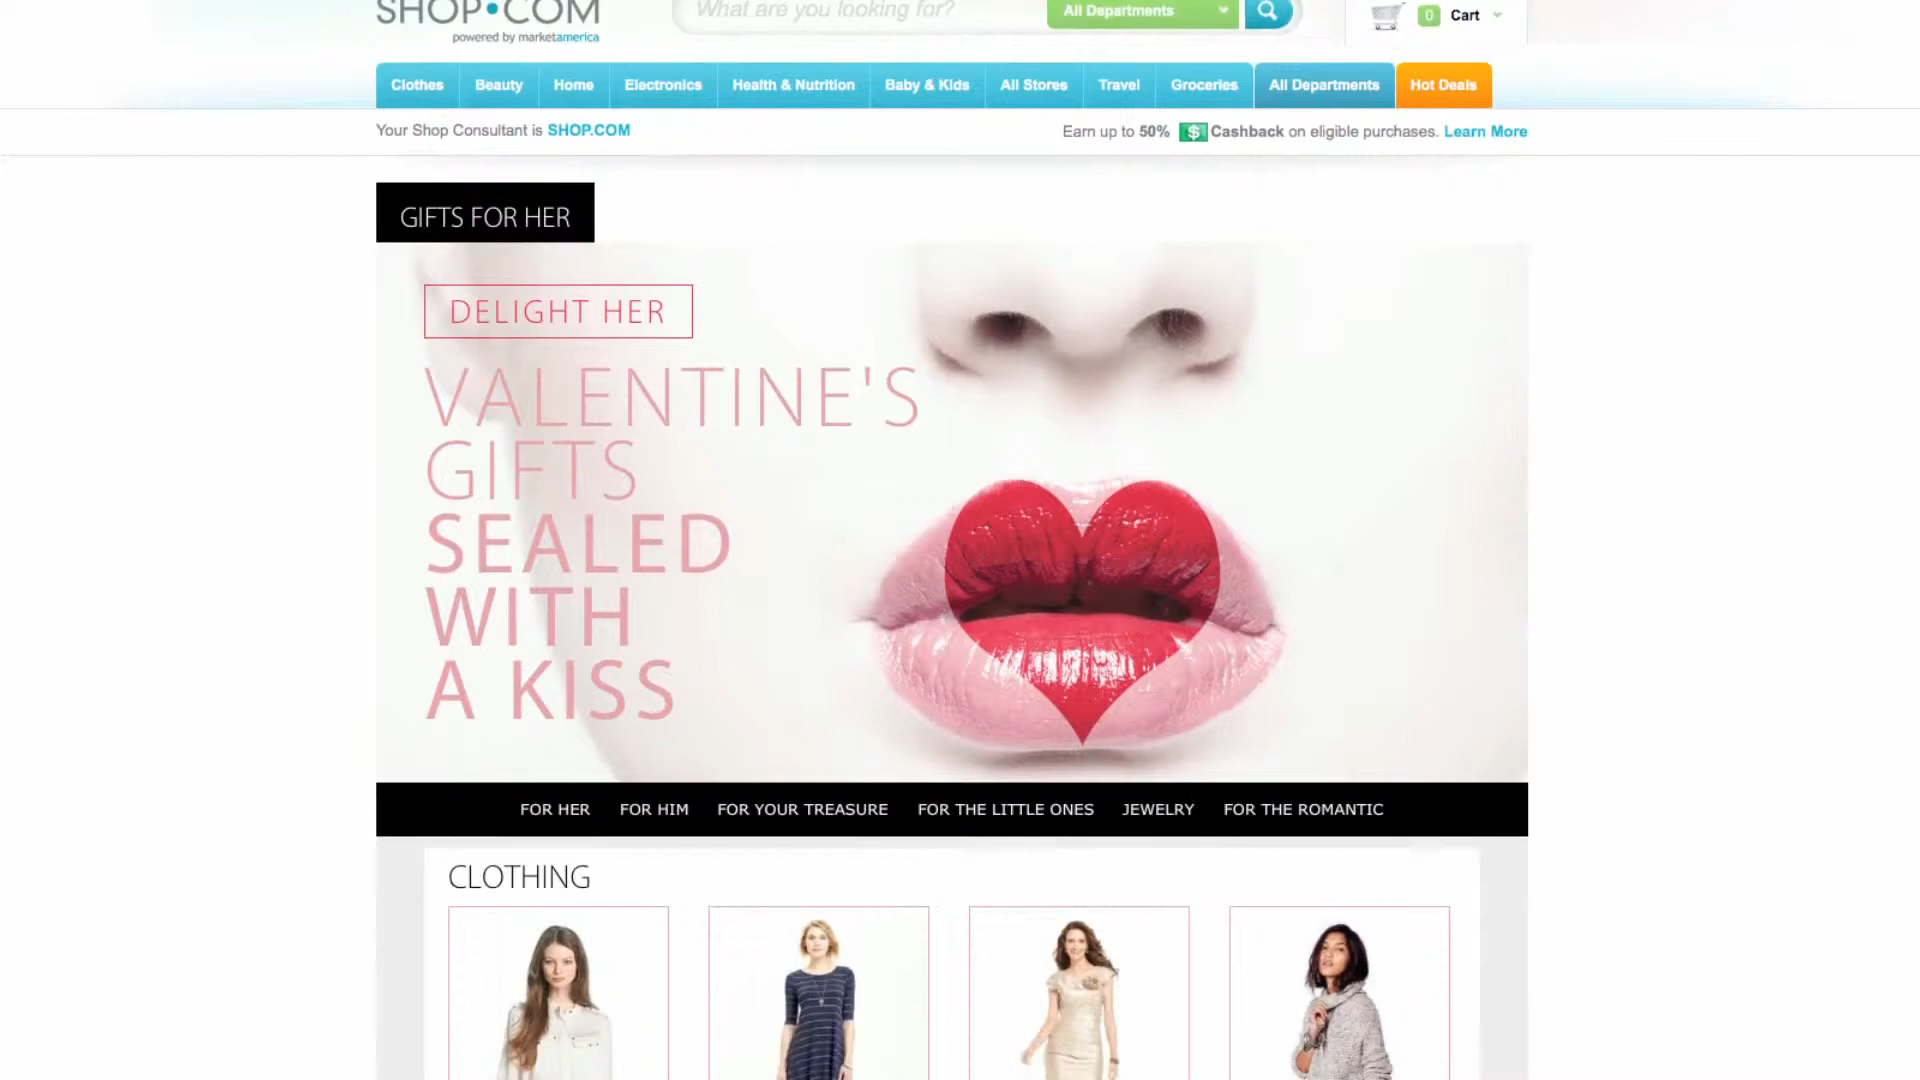 SHOP•COM
powered by marketamerica
What are you looking for?
All Departments
0 Cart
Clothes Beauty Home Electronics Health & Nutrition Baby & Kids All Stores Travel Groceries All Departments Hot Deals
Your Shop Consultant is SHOP.COM
Earn up to 50% $ Cashback on eligible purchases. Learn More
GIFTS FOR HER
DELIGHT HER
VALENTINE'S
GIFTS
SEALED
WITH
A KISS
FOR HER FOR HIM FOR YOUR TREASURE FOR THE LITTLE ONES JEWELRY FOR THE ROMANTIC
CLOTHING